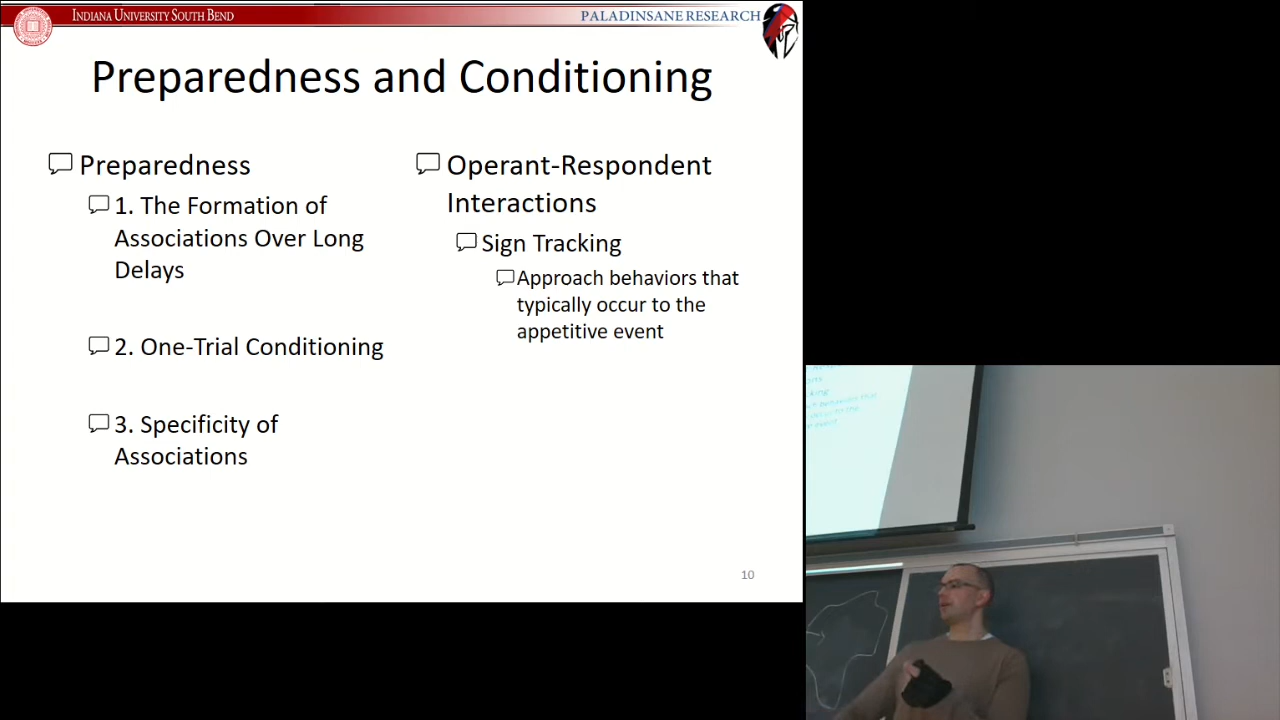 INDIANA UNIVERSITY SOUTH BEND
PALADINSANE RESEARCH
Preparedness and Conditioning
Preparedness
1. The Formation of
Associations Over Long
Delays
2. One-Trial Conditioning
3. Specificity of
Associations
Operant-Respondent
Interactions
Sign Tracking
Approach behaviors that
typically occur to the
appetitive event
10